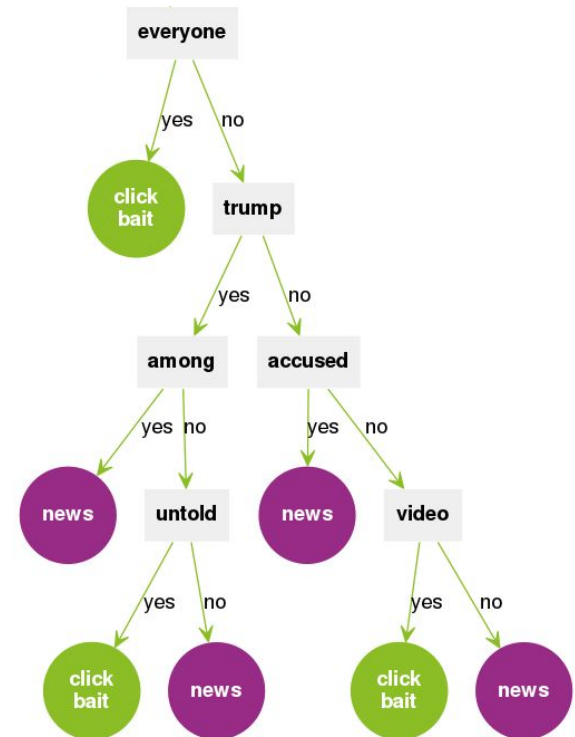 everyone
yes no
click
bait
trump
yes no
among accused
yes no yes no
news untold news video
yes no yes no
click
bait
news
click
bait
news